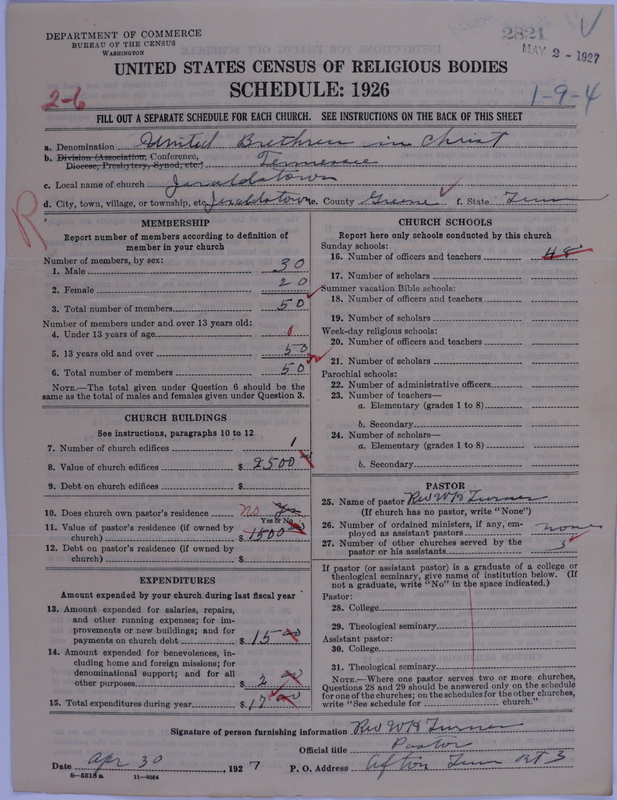 DEPARTMENT OF COMMERCE
BUREAU OF THE CENSUS
WASHINGTON
2821
MAY 2 - 1927
UNITED STATES CENSUS OF RELIGIOUS BODIES
SCHEDULE: 1926
2-6
1-9-4
FILL OUT A SEPARATE SCHEDULE FOR EACH CHURCH. SEE INSTRUCTIONS ON THE BACK OF THIS SHEET
a. Denomination United Brethren in Christ
b. Division (Association, Conference, Diocese, Presbytery, Synod, etc.) Tennessee
c. Local name of church Jeraldstown
d. City, town, village, or township, etc. Jeraldstown e. County Greene f. State Tenn
R
MEMBERSHIP
Report number of members according to definition of
member in your church
Number of members, by sex:
1. Male 30
2. Female 20
3. Total number of members 50
Number of members under and over 13 years old:
4. Under 13 years of age 0
5. 13 years old and over 50
6. Total number of members 50
NOTE.—The total given under Question 6 should be the
same as the total of males and females given under Question 3.
CHURCH BUILDINGS
See instructions, paragraphs 10 to 12
7. Number of church edifices 1
8. Value of church edifices $ 2500
9. Debt on church edifices $
10. Does church own pastor's residence no Yes
Yes or No
11. Value of pastor's residence (if owned by
church) $ 1500
12. Debt on pastor's residence (if owned by
church) $
EXPENDITURES
Amount expended by your church during last fiscal year
13. Amount expended for salaries, repairs,
and other running expenses; for im-
provements or new buildings; and for
payments on church debt $ 15 00
14. Amount expended for benevolences, in-
cluding home and foreign missions; for
denominational support; and for all
other purposes $ 2 00
15. Total expenditures during year $ 17 00
CHURCH SCHOOLS
Report here only schools conducted by this church
Sunday schools:
16. Number of officers and teachers 48
17. Number of scholars
Summer vacation Bible schools:
18. Number of officers and teachers
19. Number of scholars
Week-day religious schools:
20. Number of officers and teachers
21. Number of scholars
Parochial schools:
22. Number of administrative officers
23. Number of teachers—
a. Elementary (grades 1 to 8)
b. Secondary
24. Number of scholars—
a. Elementary (grades 1 to 8)
b. Secondary
PASTOR
25. Name of pastor Rev W H Turner
(If church has no pastor, write "None")
26. Number of ordained ministers, if any, em-
ployed as assistant pastors none
27. Number of other churches served by the
pastor or his assistants 3
If pastor (or assistant pastor) is a graduate of a college or
theological seminary, give name of institution below. (If
not a graduate, write "No" in the space indicated.)
Pastor:
28. College
29. Theological seminary
Assistant pastor:
30. College
31. Theological seminary
NOTE.—Where one pastor serves two or more churches,
Questions 28 and 29 should be answered only on the schedule
for one of the churches; on the schedules for the other churches,
write "See schedule for church."
Signature of person furnishing information Rev W H Turner
Official title Pastor
Date Apr 30, 1927 P. O. Address Afton Tenn Rt 3
8-5518a 11-9064